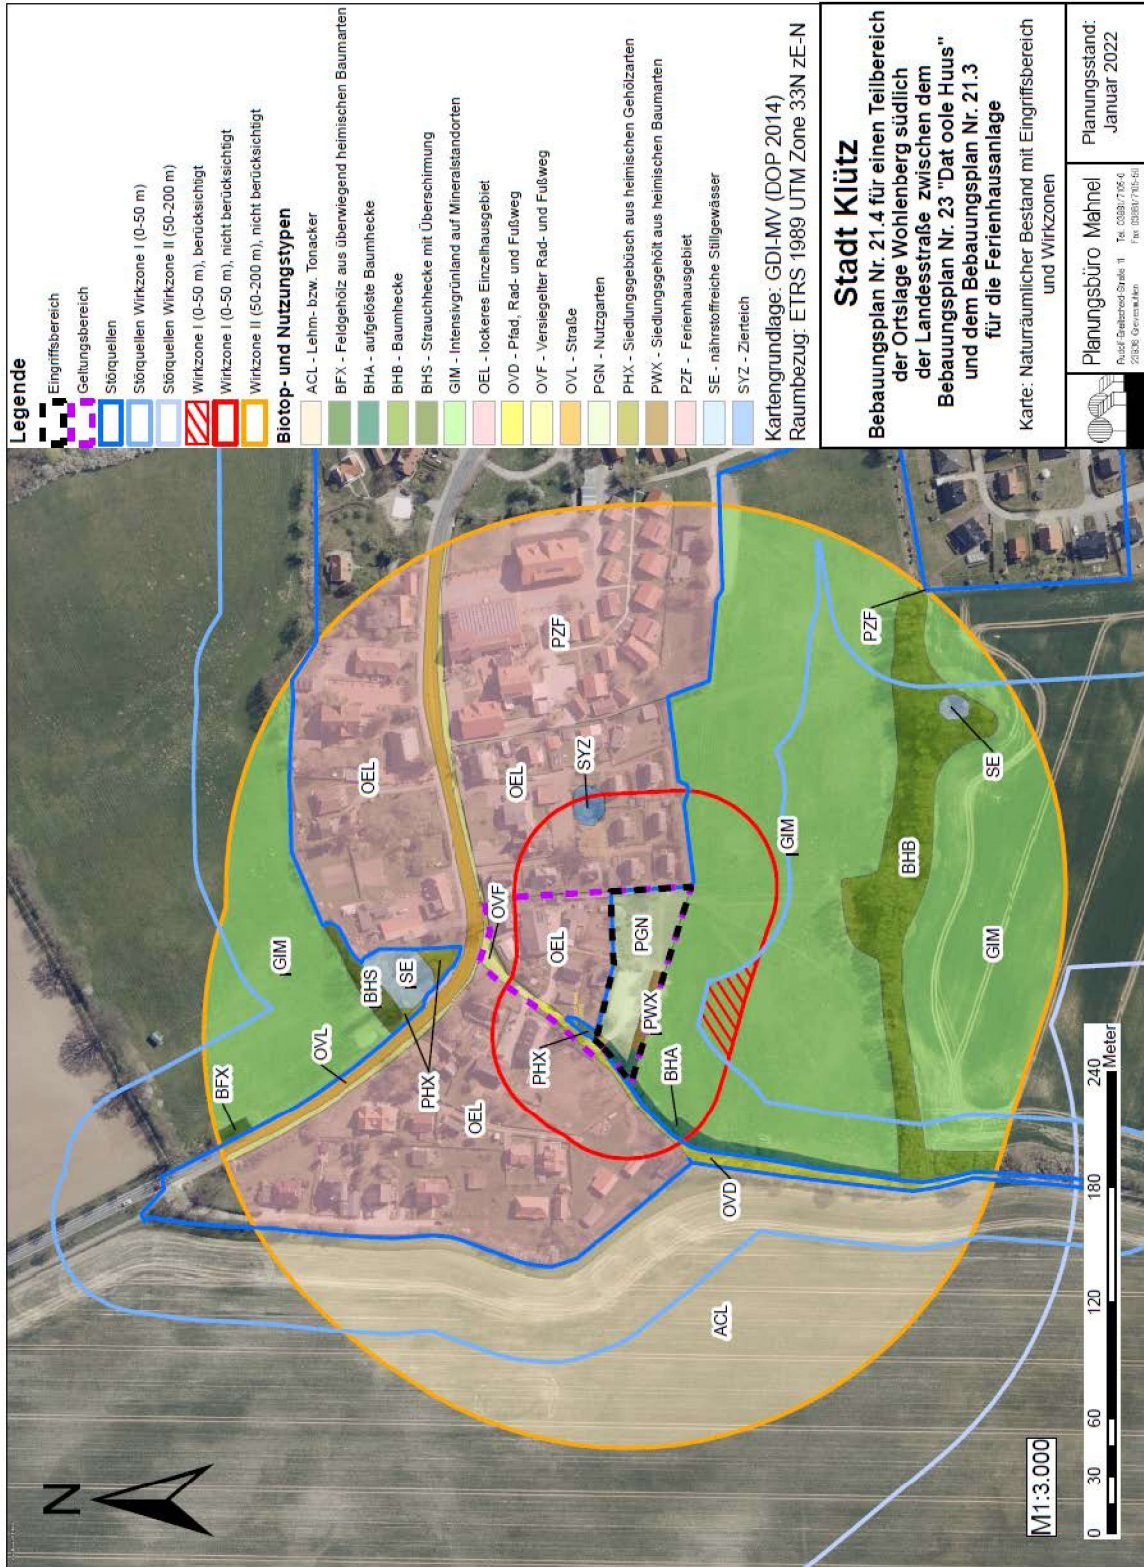 Legende
Eingriffsbereich
Geltungsbereich
Störquellen
Störquellen Wirkzone I (0-50 m)
Störquellen Wirkzone II (50-200 m)
Wirkzone I (0-50 m), berücksichtigt
Wirkzone I (0-50 m), nicht berücksichtigt
Wirkzone II (50-200 m), nicht berücksichtigt
Biotop- und Nutzungstypen
ACL - Lehm- bzw. Tonacker
BFX - Feldgehölz aus überwiegend heimischen Baumarten
BHA - aufgelöste Baumhecke
BHB - Baumhecke
BHS - Strauchhecke mit Überschirmung
GIM - Intensivgrünland auf Mineralstandorten
OEL - lockeres Einzelhausgebiet
OVD - Pfad, Rad- und Fußweg
OVF - Versiegelter Rad- und Fußweg
OVL - Straße
PGN - Nutzgarten
PHX - Siedlungsgebüsch aus heimischen Gehölzarten
PWX - Siedlungsgehölt aus heimischen Baumarten
PZF - Ferienhausgebiet
SE - nährstoffreiche Stillgewässer
SYZ - Zierteich
Kartengrundlage: GDI-MV (DOP 2014)
Raumbezug: ETRS 1989 UTM Zone 33N zE-N
Stadt Klütz
Bebauungsplan Nr. 21.4 für einen Teilbereich
der Ortslage Wohlenberg südlich
der Landesstraße zwischen dem
Bebauungsplan Nr. 23 "Dat oole Huus"
und dem Bebauungsplan Nr. 21.3
für die Ferienhausanlage
Karte: Naturräumlicher Bestand mit Eingriffsbereich
und Wirkzonen
Planungsbüro Mahnel
Planungsstand:
Januar 2022
N
M1:3.000
0 30 60 120 180 240
Meter
BFX
GIM
OVL
BHS
SE
PHX
OEL
OEL
OVF
OEL
OEL
PZF
SYZ
PHX
PGN
PWX
BHA
OVD
ACL
GIM
PZF
BHB
SE
GIM